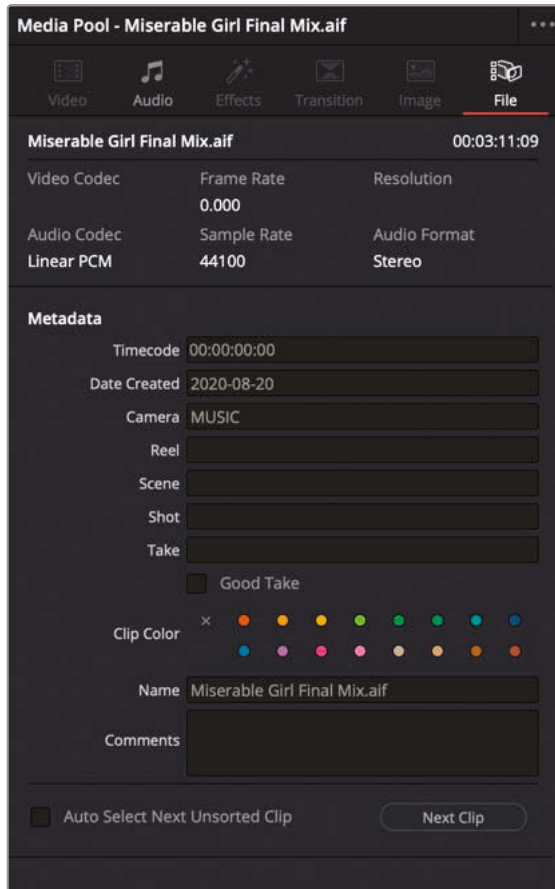 Media Pool - Miserable Girl Final Mix.aif
Video Audio Effects Transition Image File
Miserable Girl Final Mix.aif 00:03:11:09
Video Codec Frame Rate Resolution
0.000
Audio Codec Sample Rate Audio Format
Linear PCM 44100 Stereo
Metadata
Timecode 00:00:00:00
Date Created 2020-08-20
Camera MUSIC
Reel
Scene
Shot
Take
Good Take
Clip Color
Name Miserable Girl Final Mix.aif
Comments
Auto Select Next Unsorted Clip Next Clip